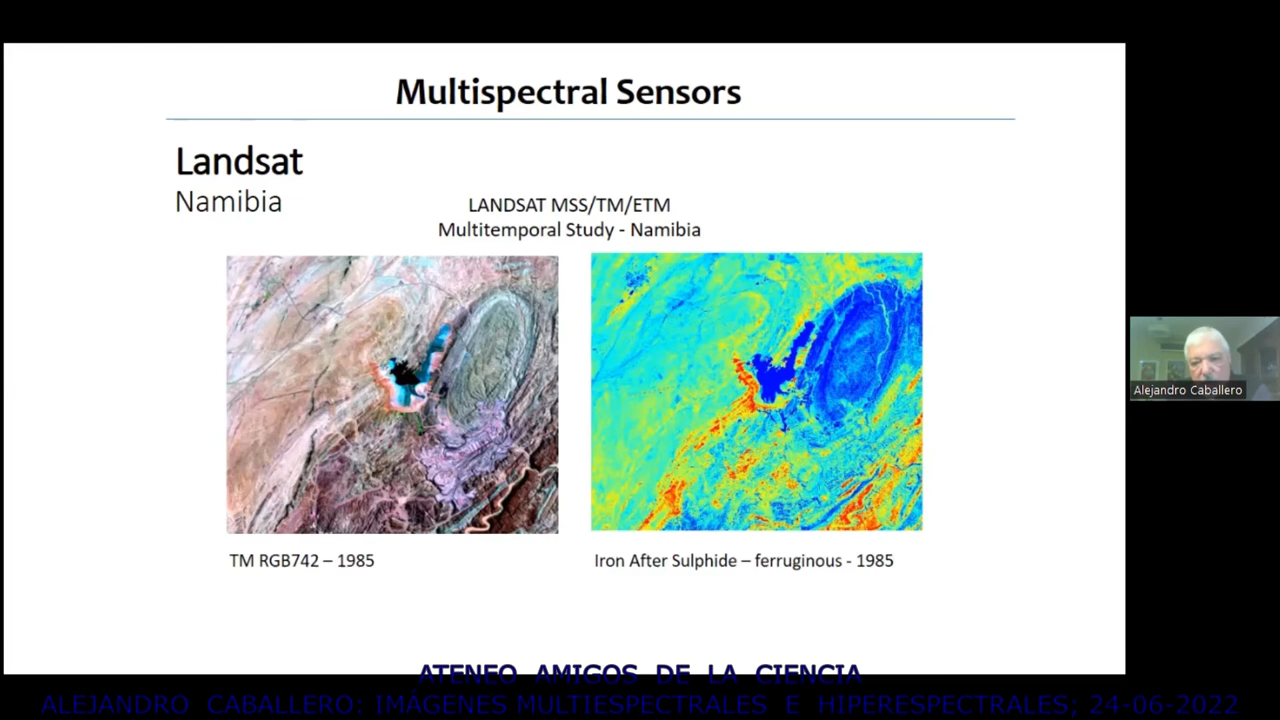 Multispectral Sensors
Landsat
Namibia
LANDSAT MSS/TM/ETM
Multitemporal Study - Namibia
TM RGB742 – 1985
Iron After Sulphide – ferruginous - 1985
Alejandro Caballero
ATENEO AMIGOS DE LA CIENCIA
ALEJANDRO CABALLERO: IMÁGENES MULTIESPECTRALES E HIPERESPECTRALES; 24-06-2022